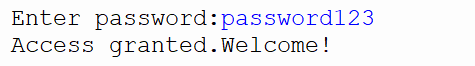 Enter password:password123
Access granted.Welcome!